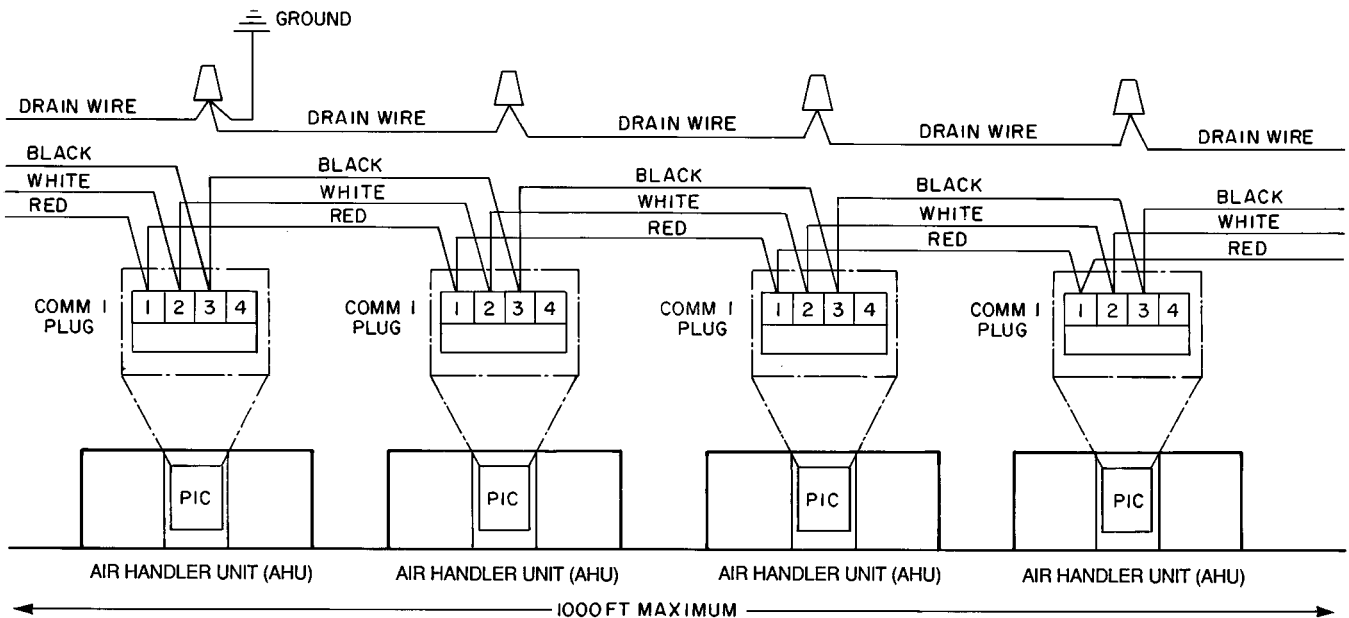 GROUND
DRAIN WIRE
DRAIN WIRE
DRAIN WIRE
DRAIN WIRE
DRAIN WIRE
BLACK
WHITE
RED
BLACK
WHITE
RED
BLACK
WHITE
RED
BLACK
WHITE
RED
BLACK
WHITE
RED
COMM 1
PLUG
1 2 3 4
COMM 1
PLUG
1 2 3 4
COMM 1
PLUG
1 2 3 4
COMM 1
PLUG
1 2 3 4
PIC
PIC
PIC
PIC
AIR HANDLER UNIT (AHU)
AIR HANDLER UNIT (AHU)
AIR HANDLER UNIT (AHU)
AIR HANDLER UNIT (AHU)
1000 FT MAXIMUM